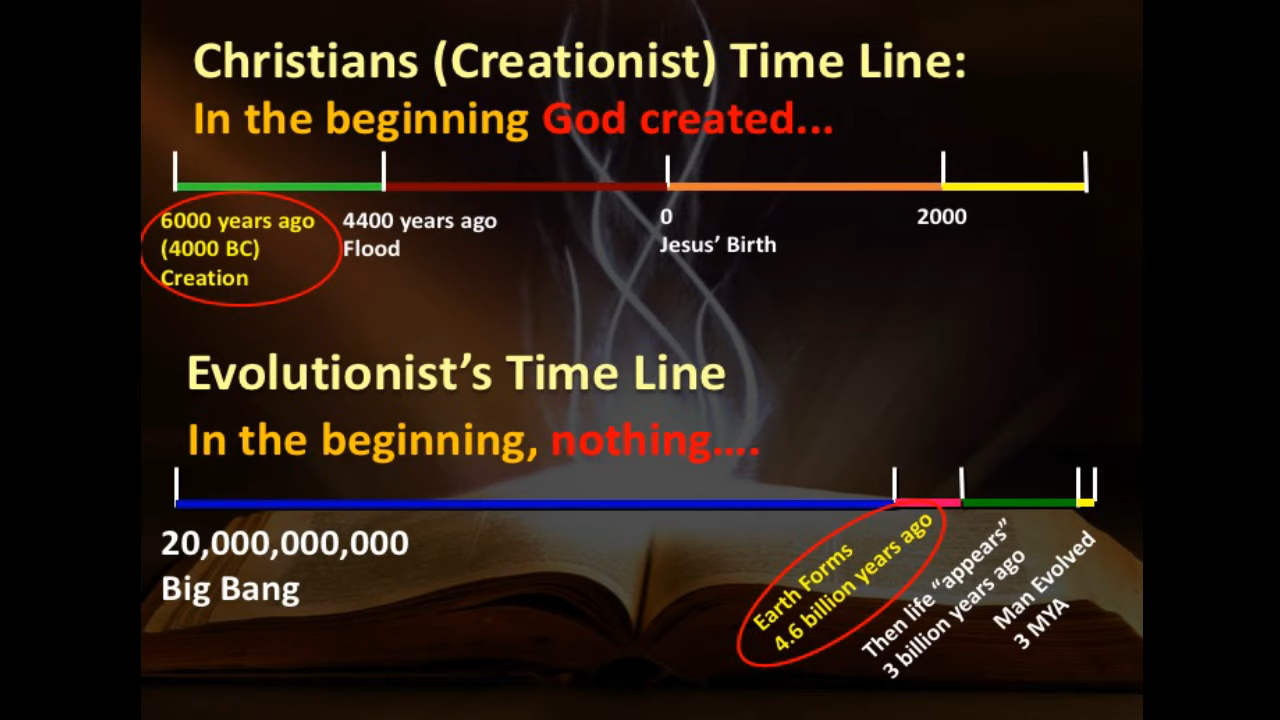 Christians (Creationist) Time Line:
In the beginning God created...
6000 years ago
(4000 BC)
Creation
4400 years ago
Flood
0
Jesus’ Birth
2000
Evolutionist’s Time Line
In the beginning, nothing....
20,000,000,000
Big Bang
Earth Forms
4.6 billion years ago
Then life “appears”
3 billion years ago
Man Evolved
3 MYA